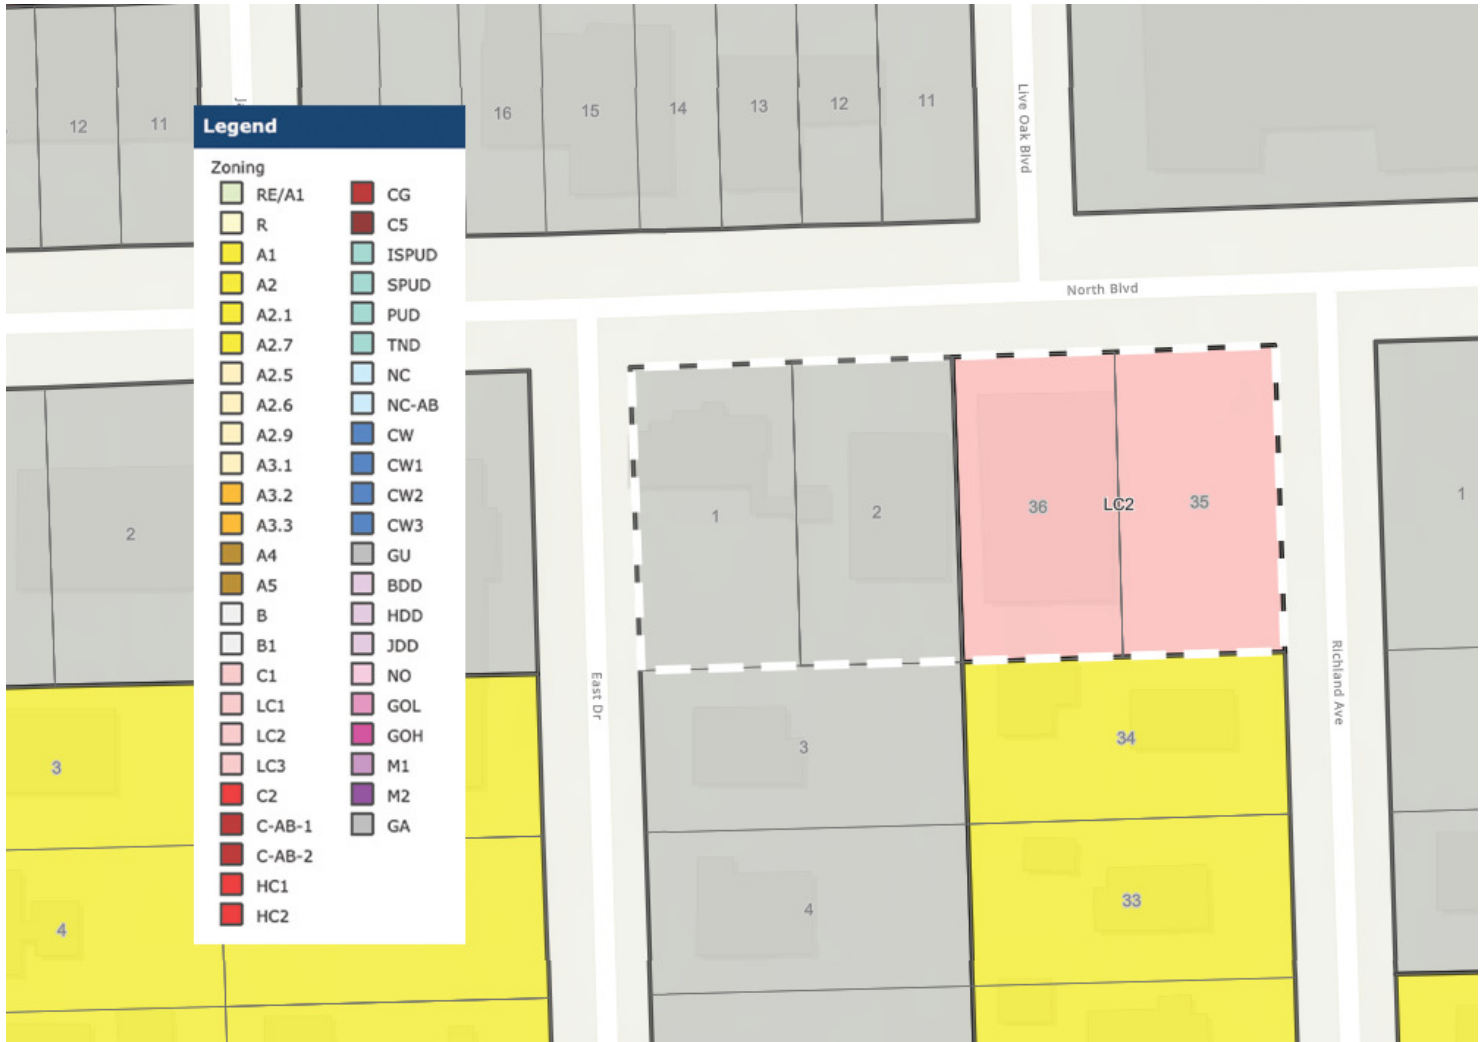 12
11
16
15
14
13
12
11
Live Oak Blvd
Legend
Zoning
RE/A1
R
A1
A2
A2.1
A2.7
A2.5
A2.6
A2.9
A3.1
A3.2
A3.3
A4
A5
B
B1
C1
LC1
LC2
LC3
C2
C-AB-1
C-AB-2
HC1
HC2
CG
C5
ISPUD
SPUD
PUD
TND
NC
NC-AB
CW
CW1
CW2
CW3
GU
BDD
HDD
JDD
NO
GOL
GOH
M1
M2
GA
North Blvd
2
1
2
36
LC2
35
1
East Dr
Richland Ave
3
3
34
4
4
33